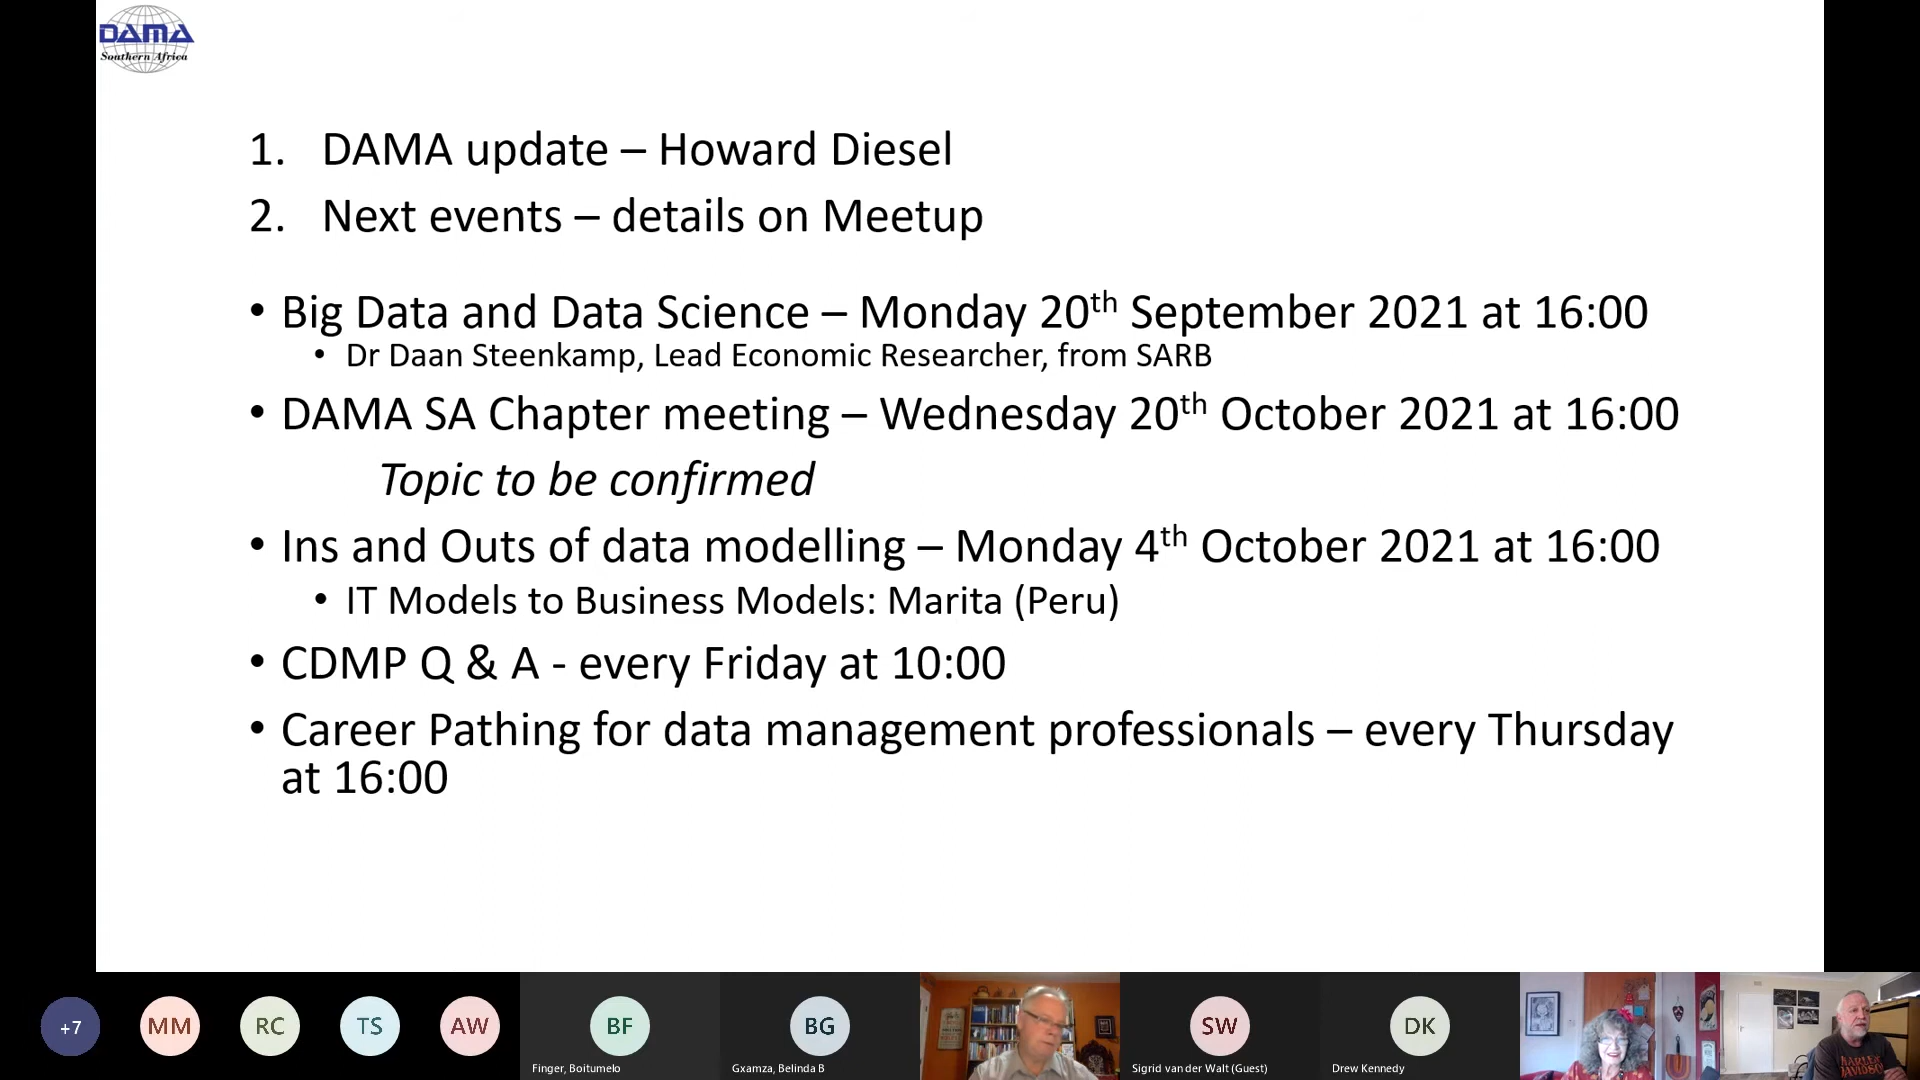 DAMA
Southern Africa
1. DAMA update – Howard Diesel
2. Next events – details on Meetup
• Big Data and Data Science – Monday 20th September 2021 at 16:00
• Dr Daan Steenkamp, Lead Economic Researcher, from SARB
• DAMA SA Chapter meeting – Wednesday 20th October 2021 at 16:00
Topic to be confirmed
• Ins and Outs of data modelling – Monday 4th October 2021 at 16:00
• IT Models to Business Models: Marita (Peru)
• CDMP Q & A - every Friday at 10:00
• Career Pathing for data management professionals – every Thursday
at 16:00
+7
MM
RC
TS
AW
BF
BG
SW
DK
Finger, Boitumelo
Gxamza, Belinda B
Sigrid van der Walt (Guest)
Drew Kennedy
HARLEY
DAVIDSON